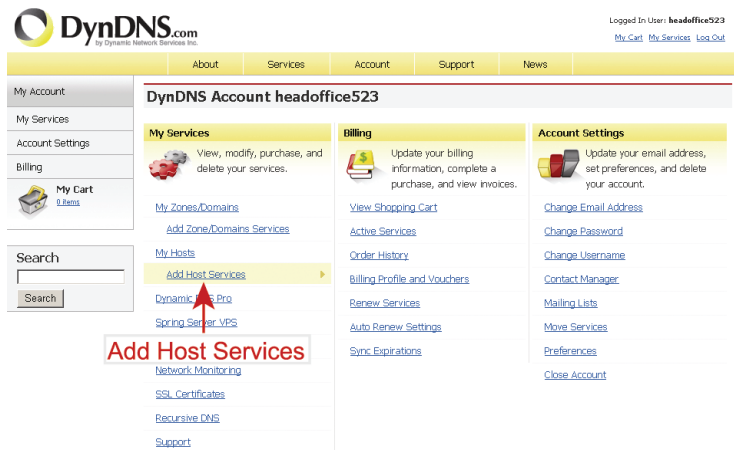 DynDNS.com
by Dynamic Network Services Inc.
Logged In User: headoffice523
My Cart My Services Log Out
About Services Account Support News
My Account
My Services
Account Settings
Billing
My Cart
0 items
Search
Search
DynDNS Account headoffice523
My Services
View, modify, purchase, and
delete your services.
My Zones/Domains
Add Zone/Domains Services
My Hosts
Add Host Services
Dynamic Pro
Spring Server VPS
Add Host Services
Network Monitoring
SSL Certificates
Recursive DNS
Support
Billing
Update your billing
information, complete a
purchase, and view invoices.
View Shopping Cart
Active Services
Order History
Billing Profile and Vouchers
Renew Services
Auto Renew Settings
Sync Expirations
Account Settings
Update your email address,
set preferences, and delete
your account.
Change Email Address
Change Password
Change Username
Contact Manager
Mailing Lists
Move Services
Preferences
Close Account